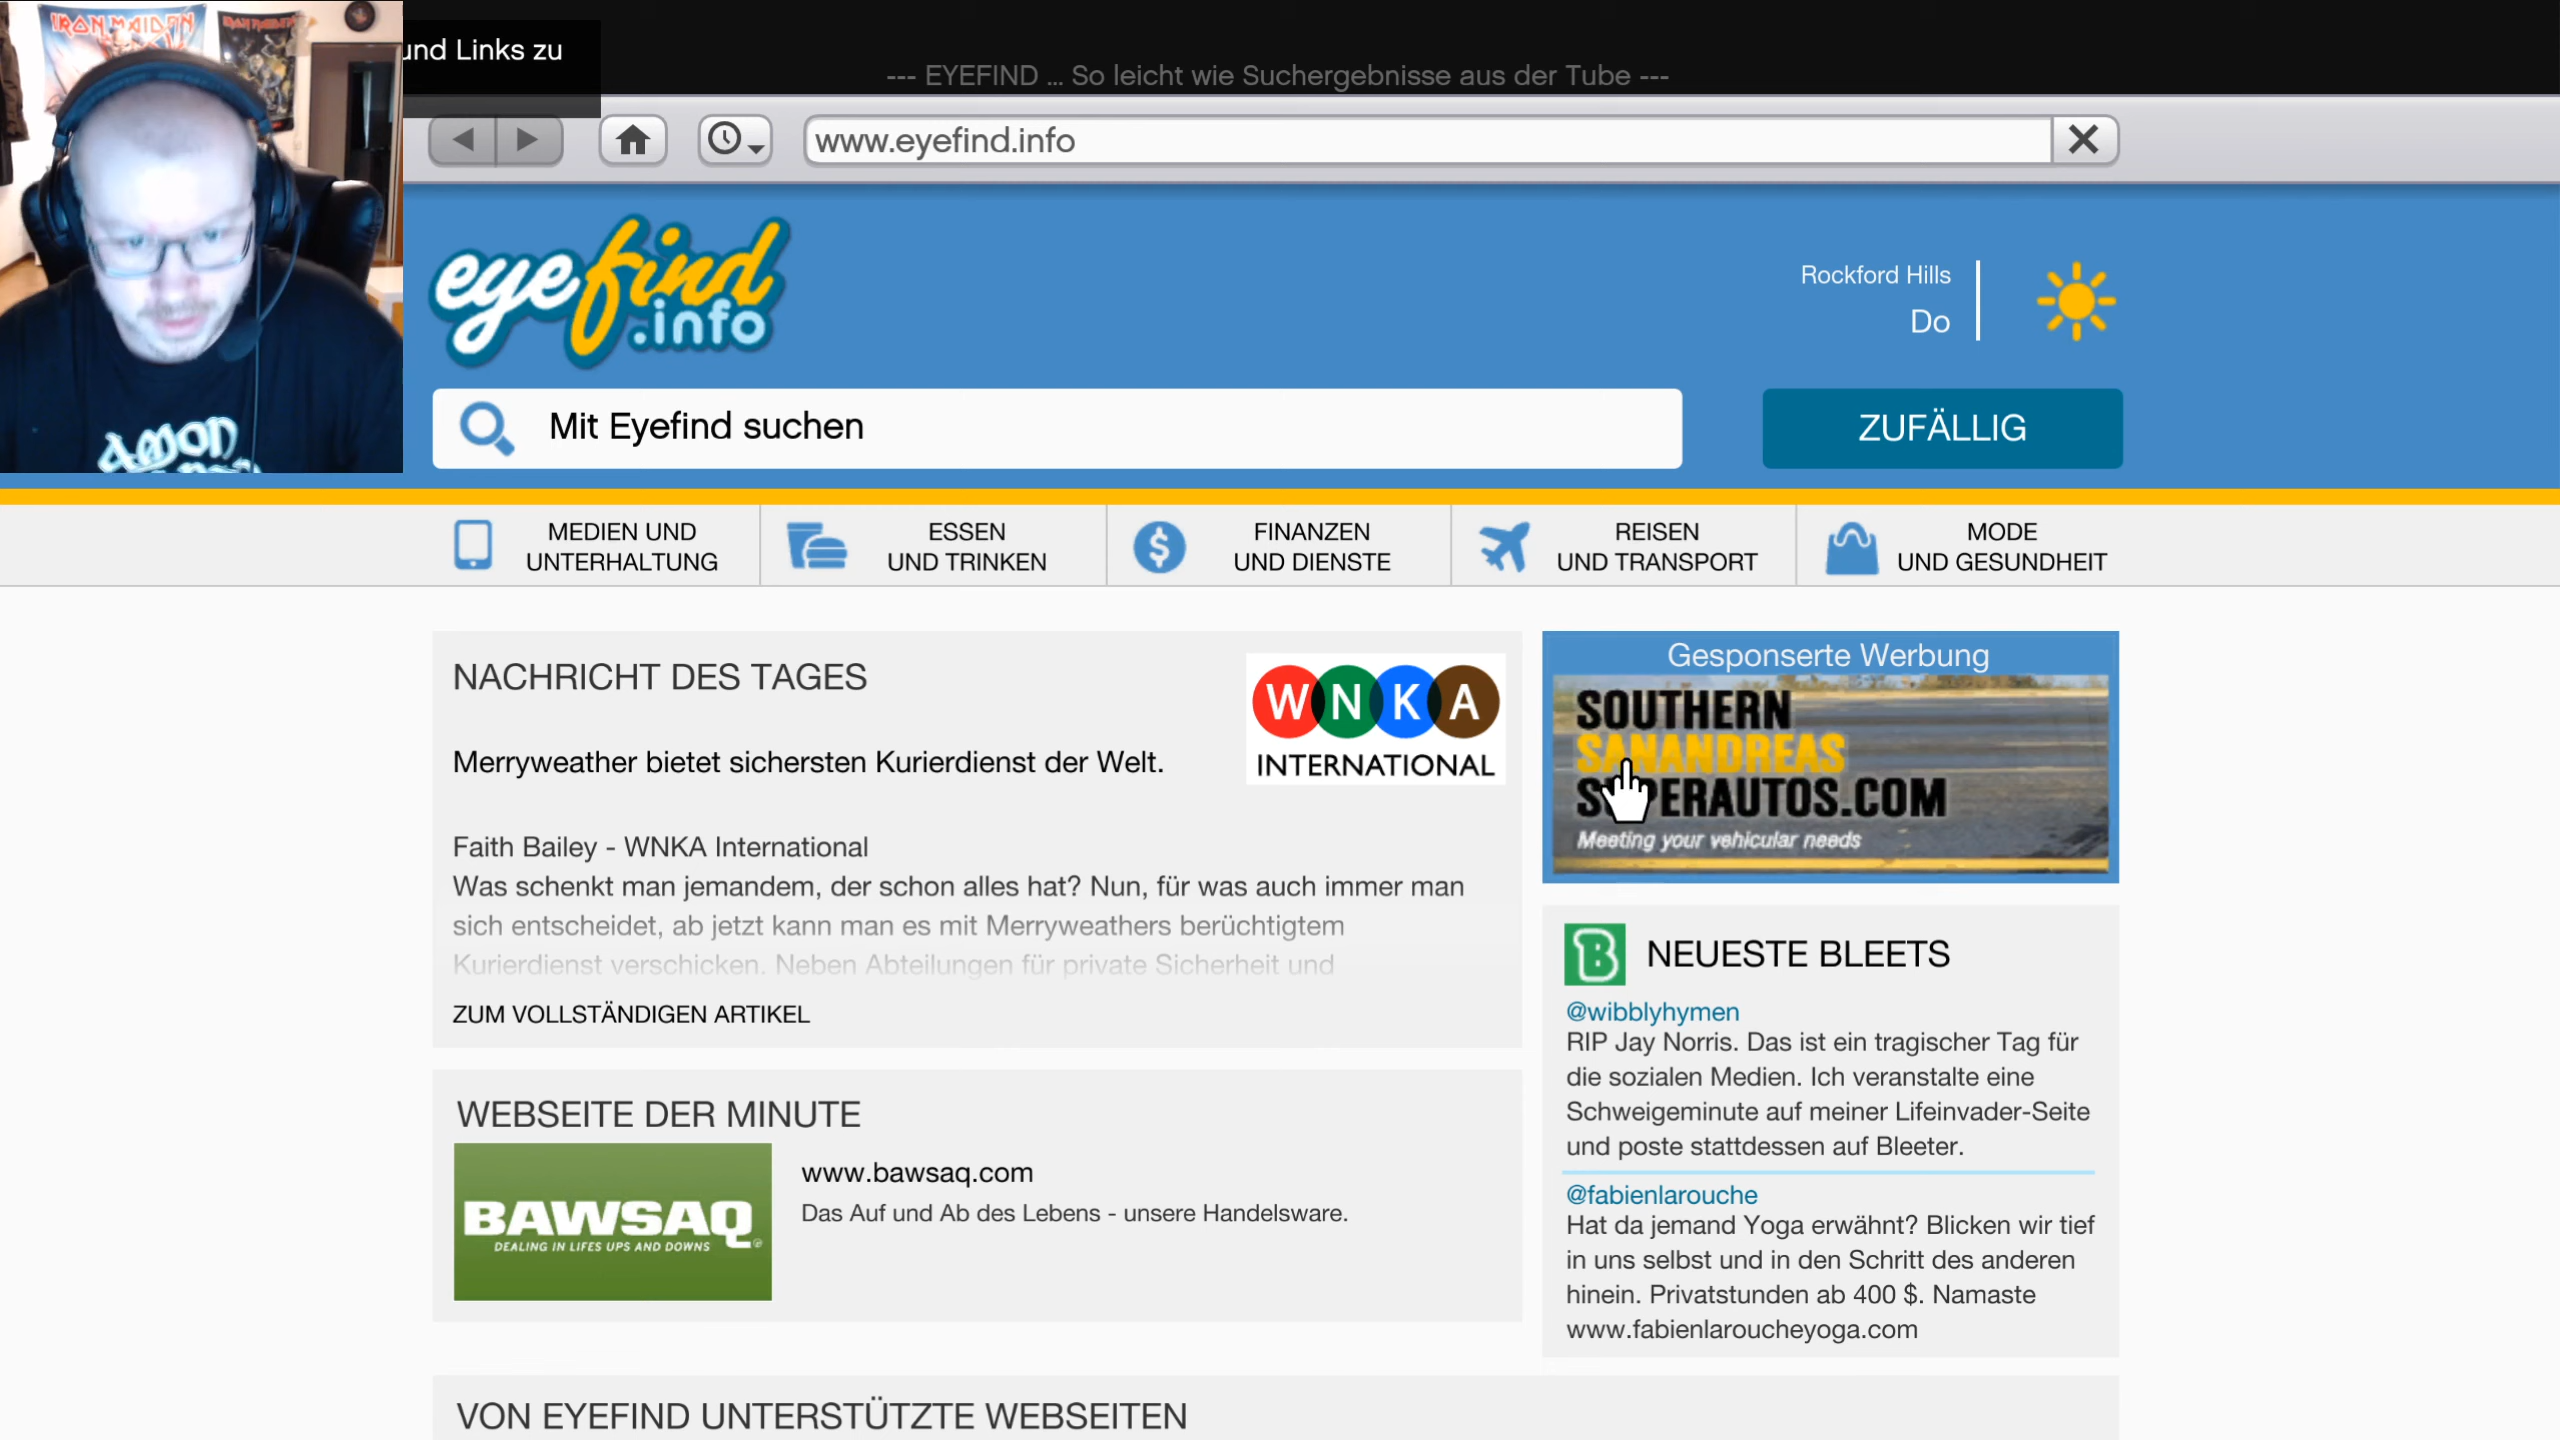 IRON MAIDEN
und Links zu
--- EYEFIND ... So leicht wie Suchergebnisse aus der Tube ---
www.eyefind.info
eyefind
.info
Rockford Hills
Do
Mit Eyefind suchen
ZUFÄLLIG
AMON
MEDIEN UND
UNTERHALTUNG
ESSEN
UND TRINKEN
FINANZEN
UND DIENSTE
REISEN
UND TRANSPORT
MODE
UND GESUNDHEIT
NACHRICHT DES TAGES
WNKA
INTERNATIONAL
Merryweather bietet sichersten Kurierdienst der Welt.
Faith Bailey - WNKA International
Was schenkt man jemandem, der schon alles hat? Nun, für was auch immer man
sich entscheidet, ab jetzt kann man es mit Merryweathers berüchtigtem
Kurierdienst verschicken. Neben Abteilungen für private Sicherheit und
ZUM VOLLSTÄNDIGEN ARTIKEL
Gesponserte Werbung
SOUTHERN
SANANDREAS
SUPERAUTOS.COM
Meeting your vehicular needs
NEUESTE BLEETS
@wibblyhymen
RIP Jay Norris. Das ist ein tragischer Tag für
die sozialen Medien. Ich veranstalte eine
Schweigeminute auf meiner Lifeinvader-Seite
und poste stattdessen auf Bleeter.
@fabienlarouche
Hat da jemand Yoga erwähnt? Blicken wir tief
in uns selbst und in den Schritt des anderen
hinein. Privatstunden ab 400 $. Namaste
www.fabienlaroucheyoga.com
WEBSEITE DER MINUTE
BAWSAQ
DEALING IN LIFES UPS AND DOWNS
www.bawsaq.com
Das Auf und Ab des Lebens - unsere Handelsware.
VON EYEFIND UNTERSTÜTZTE WEBSEITEN